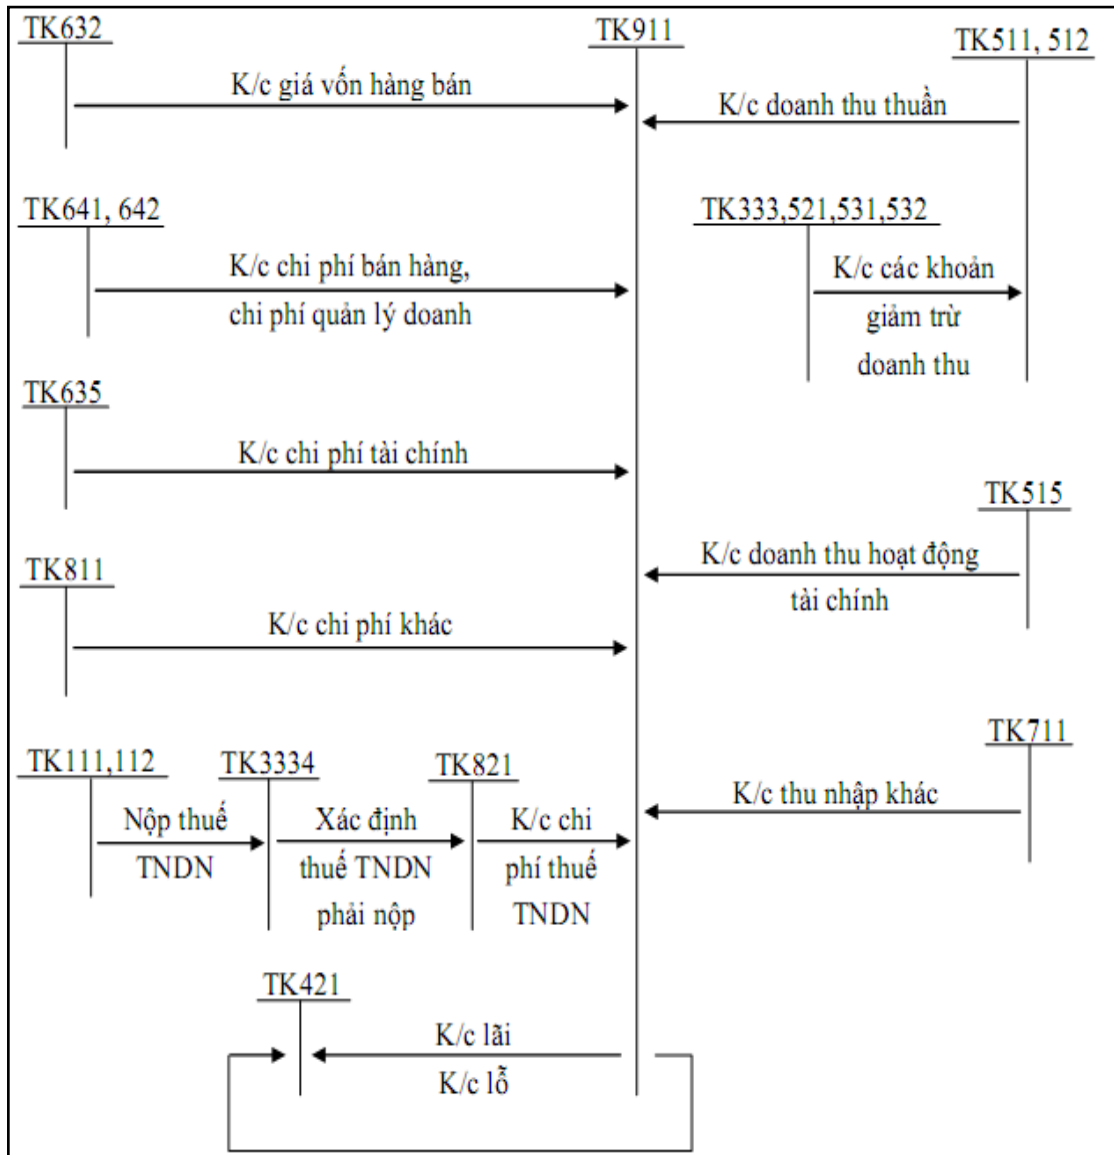 TK632
TK911
TK511, 512
K/c giá vốn hàng bán
K/c doanh thu thuần
TK641, 642
TK333,521,531,532
K/c chi phí bán hàng,
chi phí quản lý doanh
K/c các khoản
giảm trừ
doanh thu
TK635
K/c chi phí tài chính
TK515
K/c doanh thu hoạt động
tài chính
TK811
K/c chi phí khác
TK711
K/c thu nhập khác
TK111,112
TK3334
TK821
Nộp thuế
TNDN
Xác định
thuế TNDN
phải nộp
K/c chi
phí thuế
TNDN
TK421
K/c lãi
K/c lỗ